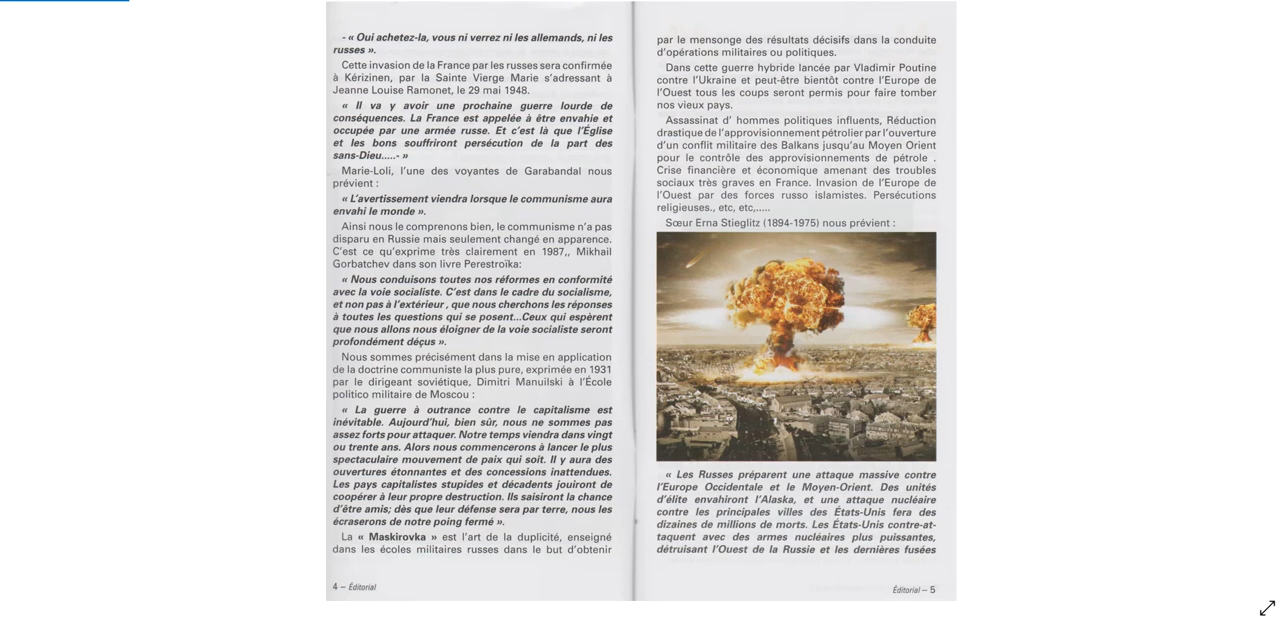 - « Oui achetez-la, vous ni verrez ni les allemands, ni les
russes ».
Cette invasion de la France par les russes sera confirmée
à Kérizinen, par la Sainte Vierge Marie s’adressant à
Jeanne Louise Ramonet, le 29 mai 1948.
« Il va y avoir une prochaine guerre lourde de
conséquences. La France est appelée à être envahie et
occupée par une armée russe. Et c’est là que l’Église
et les bons souffriront persécution de la part des
sans-Dieu.....- »
Marie-Loli, l’une des voyantes de Garabandal nous
prévient :
« L’avertissement viendra lorsque le communisme aura
envahi le monde ».
Ainsi nous le comprenons bien, le communisme n’a pas
disparu en Russie mais seulement changé en apparence.
C’est ce qu’exprime très clairement en 1987,, Mikhail
Gorbatchev dans son livre Perestroïka:
« Nous conduisons toutes nos réformes en conformité
avec la voie socialiste. C’est dans le cadre du socialisme,
et non pas à l’extérieur , que nous cherchons les réponses
à toutes les questions qui se posent...Ceux qui espèrent
que nous allons nous éloigner de la voie socialiste seront
profondément déçus ».
Nous sommes précisément dans la mise en application
de la doctrine communiste la plus pure, exprimée en 1931
par le dirigeant soviétique, Dimitri Manuilski à l’École
politico militaire de Moscou :
« La guerre à outrance contre le capitalisme est
inévitable. Aujourd’hui, bien sûr, nous ne sommes pas
assez forts pour attaquer. Notre temps viendra dans vingt
ou trente ans. Alors nous commencerons à lancer le plus
spectaculaire mouvement de paix qui soit. Il y aura des
ouvertures étonnantes et des concessions inattendues.
Les pays capitalistes stupides et décadents jouiront de
coopérer à leur propre destruction. Ils saisiront la chance
d’être amis; dès que leur défense sera par terre, nous les
écraserons de notre poing fermé ».
La « Maskirovka » est l’art de la duplicité, enseigné
dans les écoles militaires russes dans le but d’obtenir
4 – Éditorial
par le mensonge des résultats décisifs dans la conduite
d’opérations militaires ou politiques.
Dans cette guerre hybride lancée par Vladimir Poutine
contre l’Ukraine et peut-être bientôt contre l’Europe de
l’Ouest tous les coups seront permis pour faire tomber
nos vieux pays.
Assassinat d’ hommes politiques influents, Réduction
drastique de l’approvisionnement pétrolier par l’ouverture
d’un conflit militaire des Balkans jusqu’au Moyen Orient
pour le contrôle des approvisionnements de pétrole .
Crise financière et économique amenant des troubles
sociaux très graves en France. Invasion de l’Europe de
l’Ouest par des forces russo islamistes. Persécutions
religieuses., etc, etc,.....
Sœur Erna Stieglitz (1894-1975) nous prévient :
« Les Russes préparent une attaque massive contre
l’Europe Occidentale et le Moyen-Orient. Des unités
d’élite envahiront l’Alaska, et une attaque nucléaire
contre les principales villes des États-Unis fera des
dizaines de millions de morts. Les États-Unis contre-at-
taquent avec des armes nucléaires plus puissantes,
détruisant l’Ouest de la Russie et les dernières fusées
Éditorial – 5